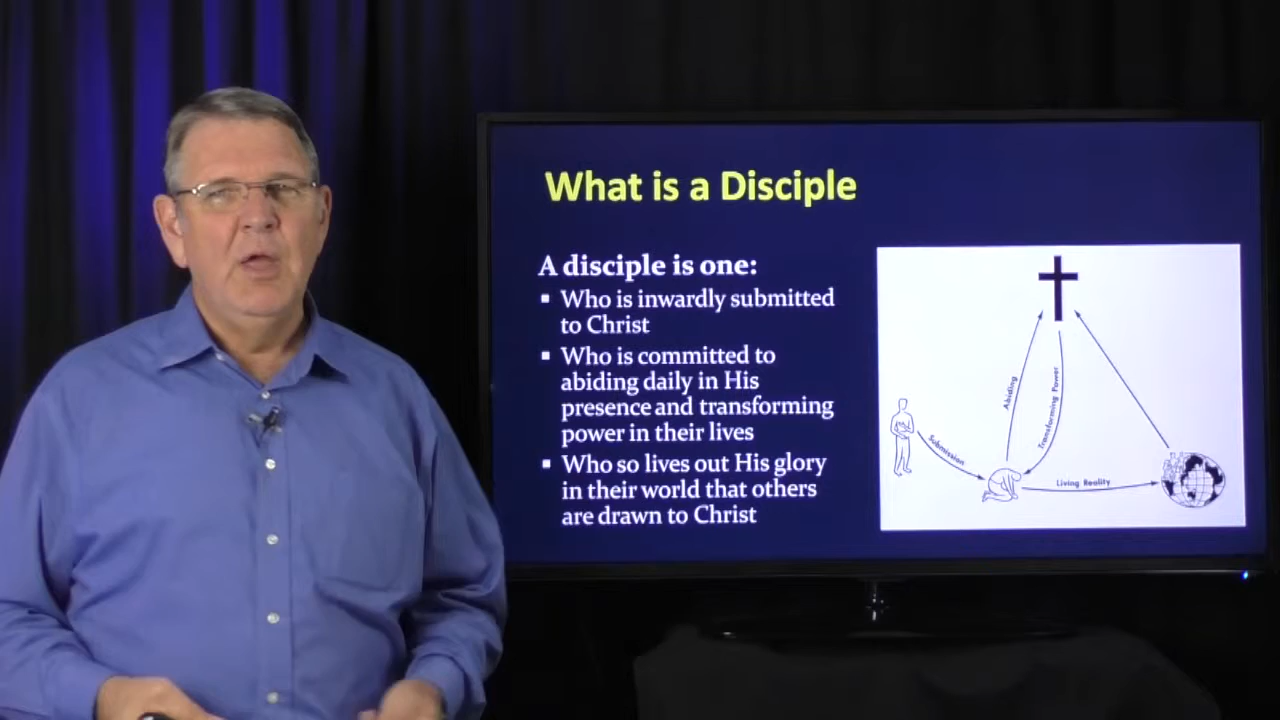 What is a Disciple
A disciple is one:
▪ Who is inwardly submitted
to Christ
▪ Who is committed to
abiding daily in His
presence and transforming
power in their lives
▪ Who so lives out His glory
in their world that others
are drawn to Christ
Abiding
Transforming Power
Submission
Living Reality